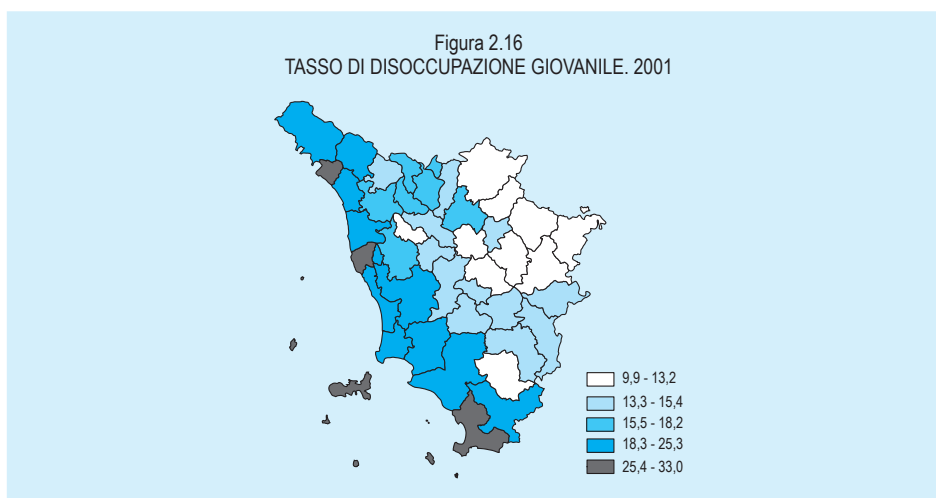 Figura 2.16
TASSO DI DISOCCUPAZIONE GIOVANILE. 2001
9,9 - 13,2
13,3 - 15,4
15,5 - 18,2
18,3 - 25,3
25,4 - 33,0